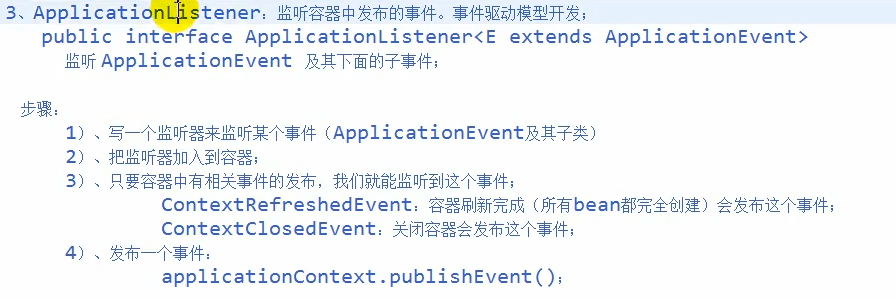 3、ApplicationListener：监听容器中发布的事件。事件驱动模型开发；
public interface ApplicationListener<E extends ApplicationEvent>
监听 ApplicationEvent 及其下面的子事件；
步骤：
1）、写一个监听器来监听某个事件（ApplicationEvent及其子类）
2）、把监听器加入到容器；
3）、只要容器中有相关事件的发布，我们就能监听到这个事件；
ContextRefreshedEvent：容器刷新完成（所有bean都完全创建）会发布这个事件；
ContextClosedEvent：关闭容器会发布这个事件；
4）、发布一个事件：
applicationContext.publishEvent()；